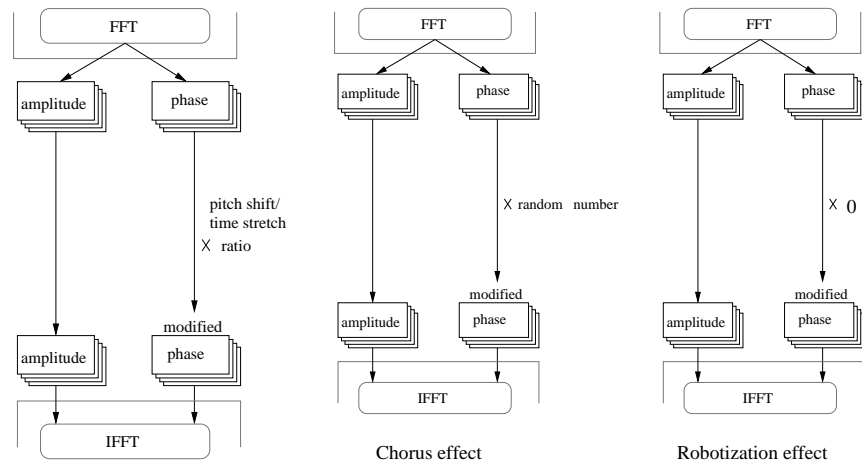 FFT
amplitude
phase
pitch shift/
time stretch
× ratio
modified
amplitude
phase
IFFT
FFT
amplitude
phase
× random number
modified
amplitude
phase
IFFT
Chorus effect
FFT
amplitude
phase
× 0
modified
amplitude
phase
IFFT
Robotization effect